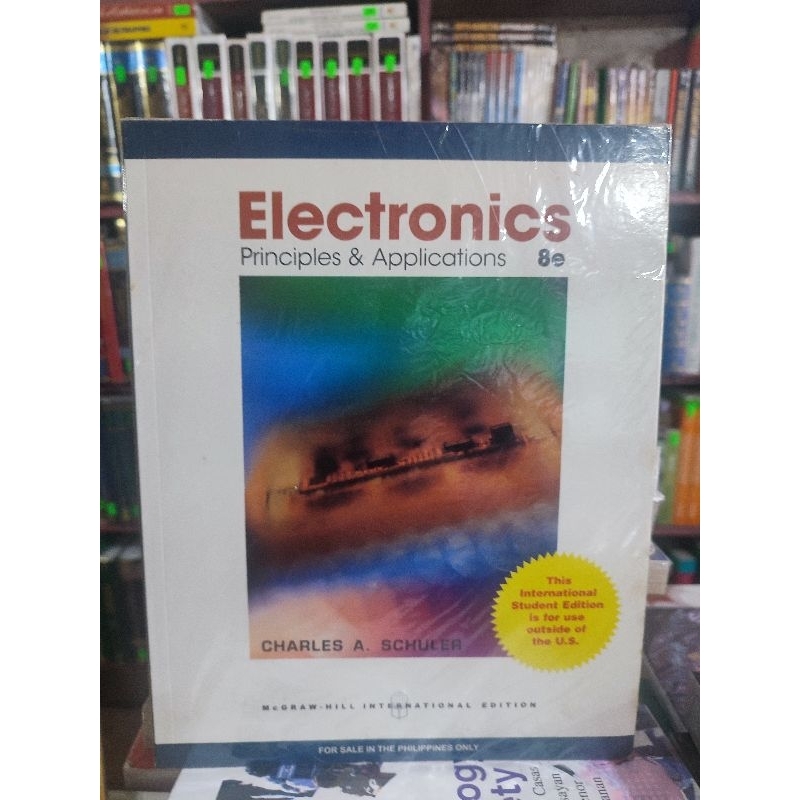 Electronics
Principles & Applications 8e
CHARLES A. SCHULER
This
International
Student Edition
is for use
outside of
the U.S.
McGRAW-HILL INTERNATIONAL EDITION
FOR SALE IN THE PHILIPPINES ONLY
Casas